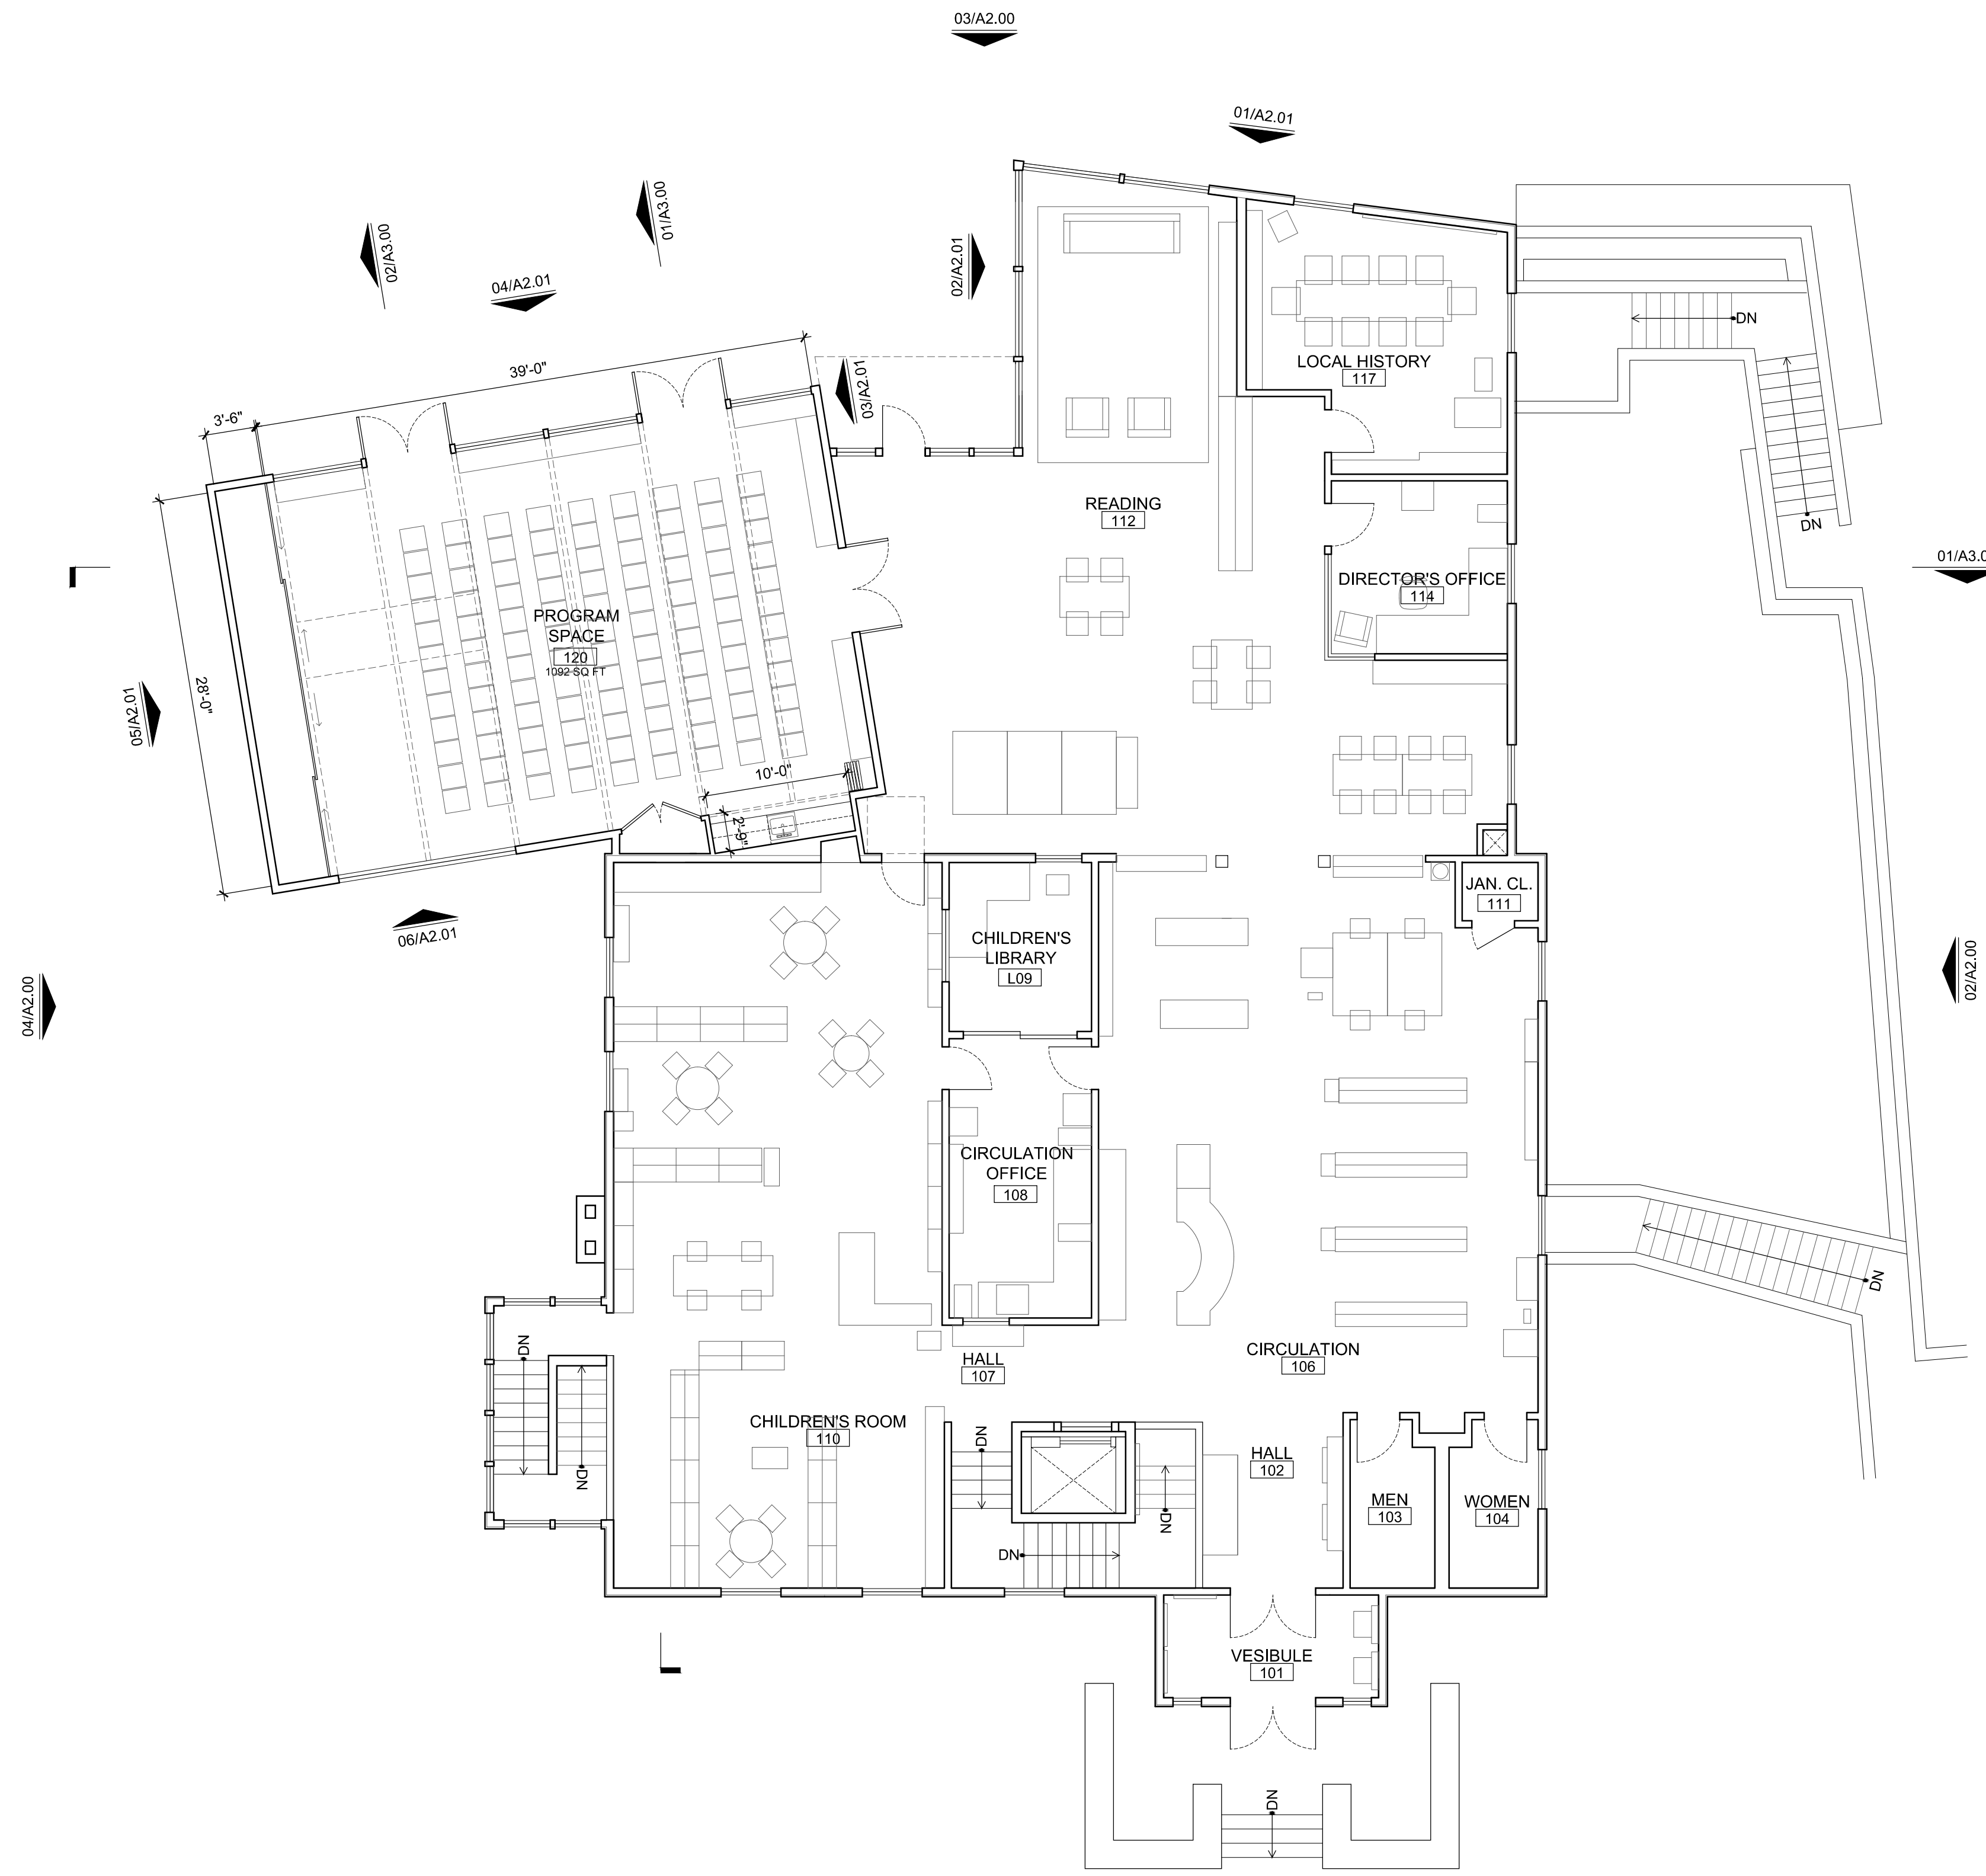 03/A2.00
01/A2.01
01/A3.00
02/A3.00
02/A2.01
04/A2.01
DN
39'-0"
LOCAL HISTORY
117
03/A2.01
3'-6"
READING
112
DN
01/A3.0
DIRECTOR'S OFFICE
114
PROGRAM
SPACE
120
1092 SQ FT
28'-0"
05/A2.01
10'-0"
2'-9"
JAN. CL.
111
06/A2.01
CHILDREN'S
LIBRARY
L09
04/A2.00
02/A2.00
CIRCULATION
OFFICE
108
DN
DN
CIRCULATION
106
HALL
107
CHILDREN'S ROOM
110
DN
HALL
102
DN
MEN
103
WOMEN
104
DN
DN
VESIBULE
101
DN